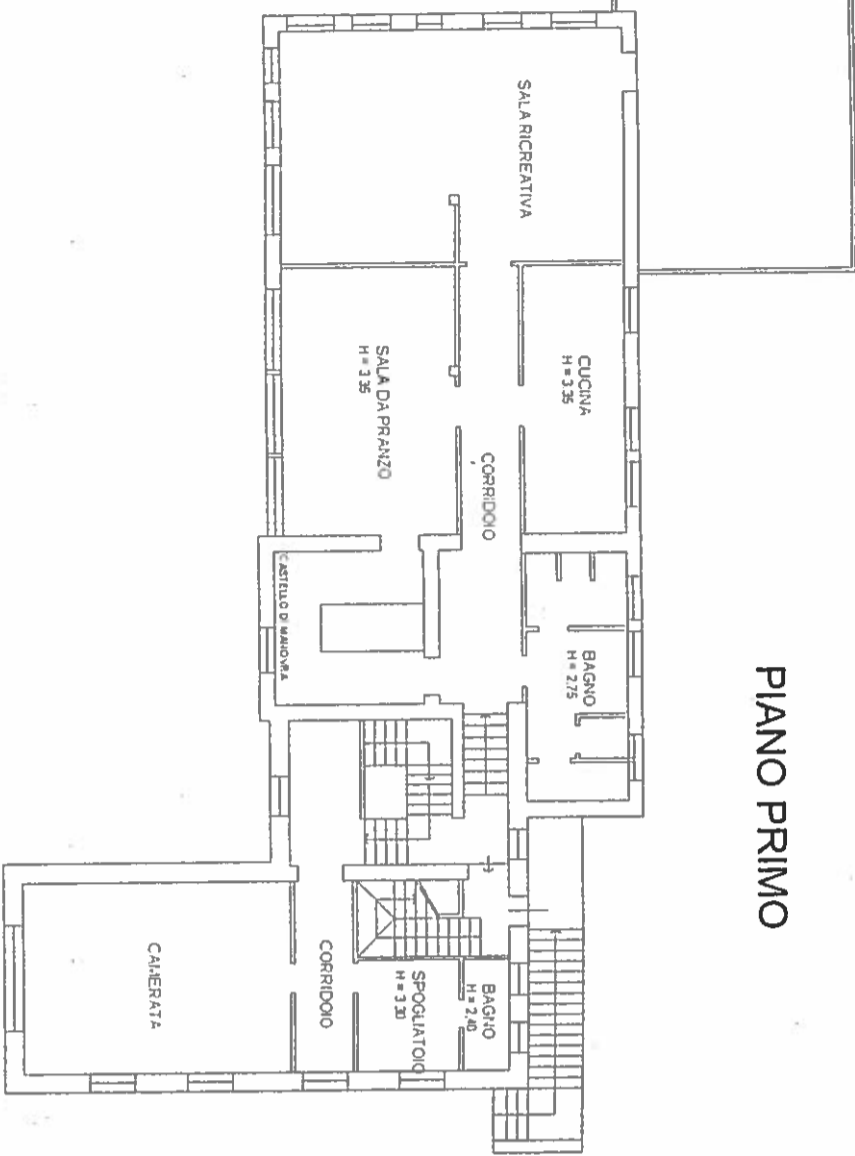 PIANO PRIMO
SALA RICREATIVA
CUCINA
H = 3.35
SALA DA PRANZO
H = 3.35
CORRIDOIO
CASTELLO DI MANOVRA
BAGNO
H = 2.75
BAGNO
H = 2.40
SPOGLIATOIO
H = 3.30
CORRIDOIO
CAMERATA